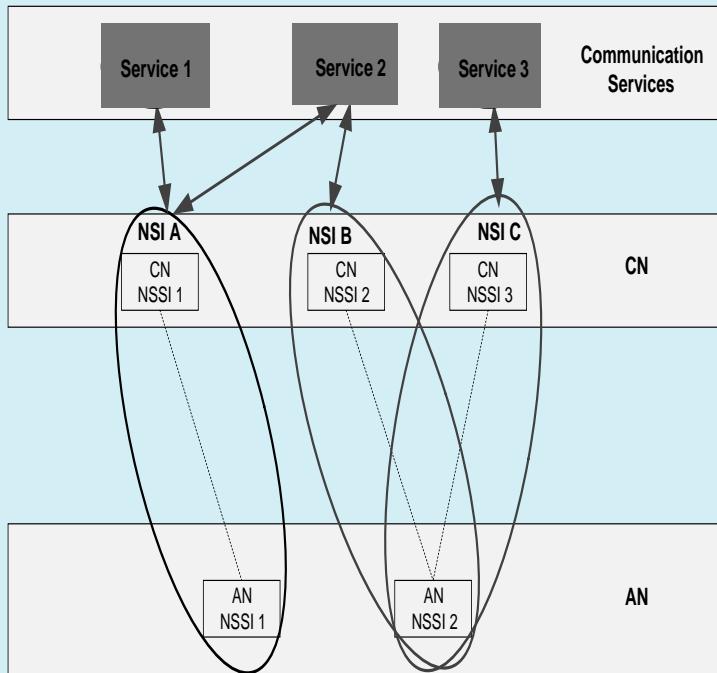 Service 1
Service 2
Service 3
Communication
Services
NSI A
NSI B
NSI C
CN
NSSI 1
CN
NSSI 2
CN
NSSI 3
CN
AN
NSSI 1
AN
NSSI 2
AN